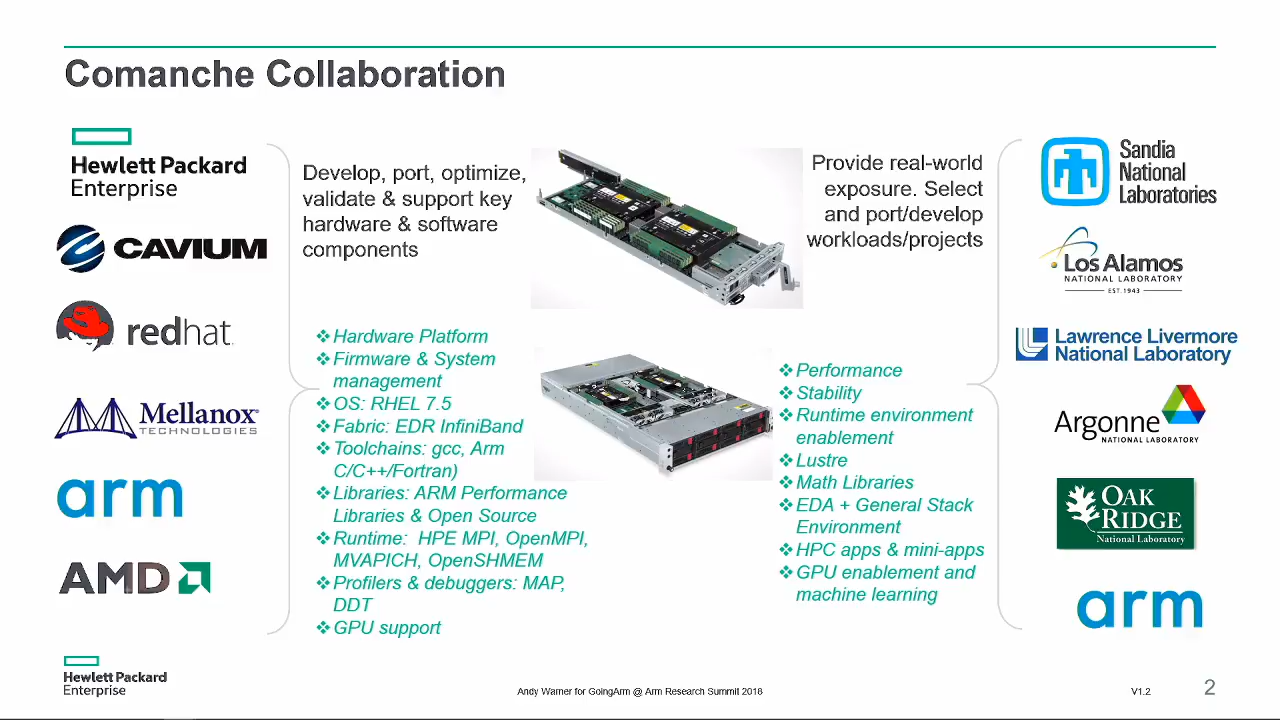 Comanche Collaboration
Hewlett Packard
Enterprise
CAVIUM
redhat.
Mellanox®
TECHNOLOGIES
arm
AMD
Develop, port, optimize,
validate & support key
hardware & software
components
❖Hardware Platform
❖Firmware & System
management
❖OS: RHEL 7.5
❖Fabric: EDR InfiniBand
❖Toolchains: gcc, Arm
C/C++/Fortran)
❖Libraries: ARM Performance
Libraries & Open Source
❖Runtime: HPE MPI, OpenMPI,
MVAPICH, OpenSHMEM
❖Profilers & debuggers: MAP,
DDT
❖GPU support
Provide real-world
exposure. Select
and port/develop
workloads/projects
❖Performance
❖Stability
❖Runtime environment
enablement
❖Lustre
❖Math Libraries
❖EDA + General Stack
Environment
❖HPC apps & mini-apps
❖GPU enablement and
machine learning
Sandia
National
Laboratories
Los Alamos
NATIONAL LABORATORY
EST. 1943
Lawrence Livermore
National Laboratory
Argonne
NATIONAL LABORATORY
OAK
RIDGE
National Laboratory
arm
Hewlett Packard
Enterprise
Andy Warner for GoingArm @ Arm Research Summit 2018
V1.2
2